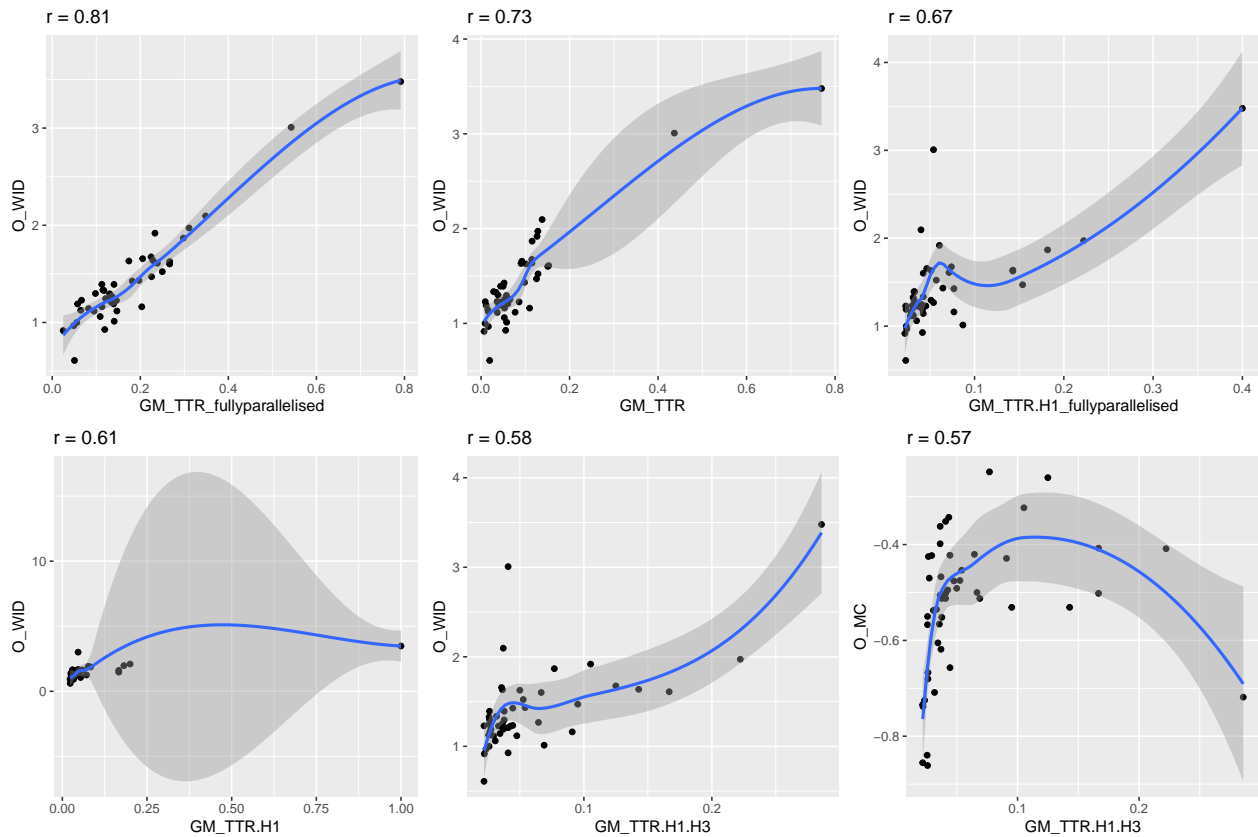 r = 0.81
r = 0.73
r = 0.67
O_WID
3
2
1
0.0 0.2 0.4 0.6 0.8
GM_TTR_fullyparallelised
O_WID
4
3
2
1
0.0 0.2 0.4 0.6 0.8
GM_TTR
O_WID
4
3
2
1
0.1 0.2 0.3 0.4
GM_TTR.H1_fullyparallelised
r = 0.61
r = 0.58
r = 0.57
O_WID
10
0
0.00 0.25 0.50 0.75 1.00
GM_TTR.H1
O_WID
4
3
2
1
0.1 0.2
GM_TTR.H1.H3
O_MC
−0.4
−0.6
−0.8
0.1 0.2
GM_TTR.H1.H3